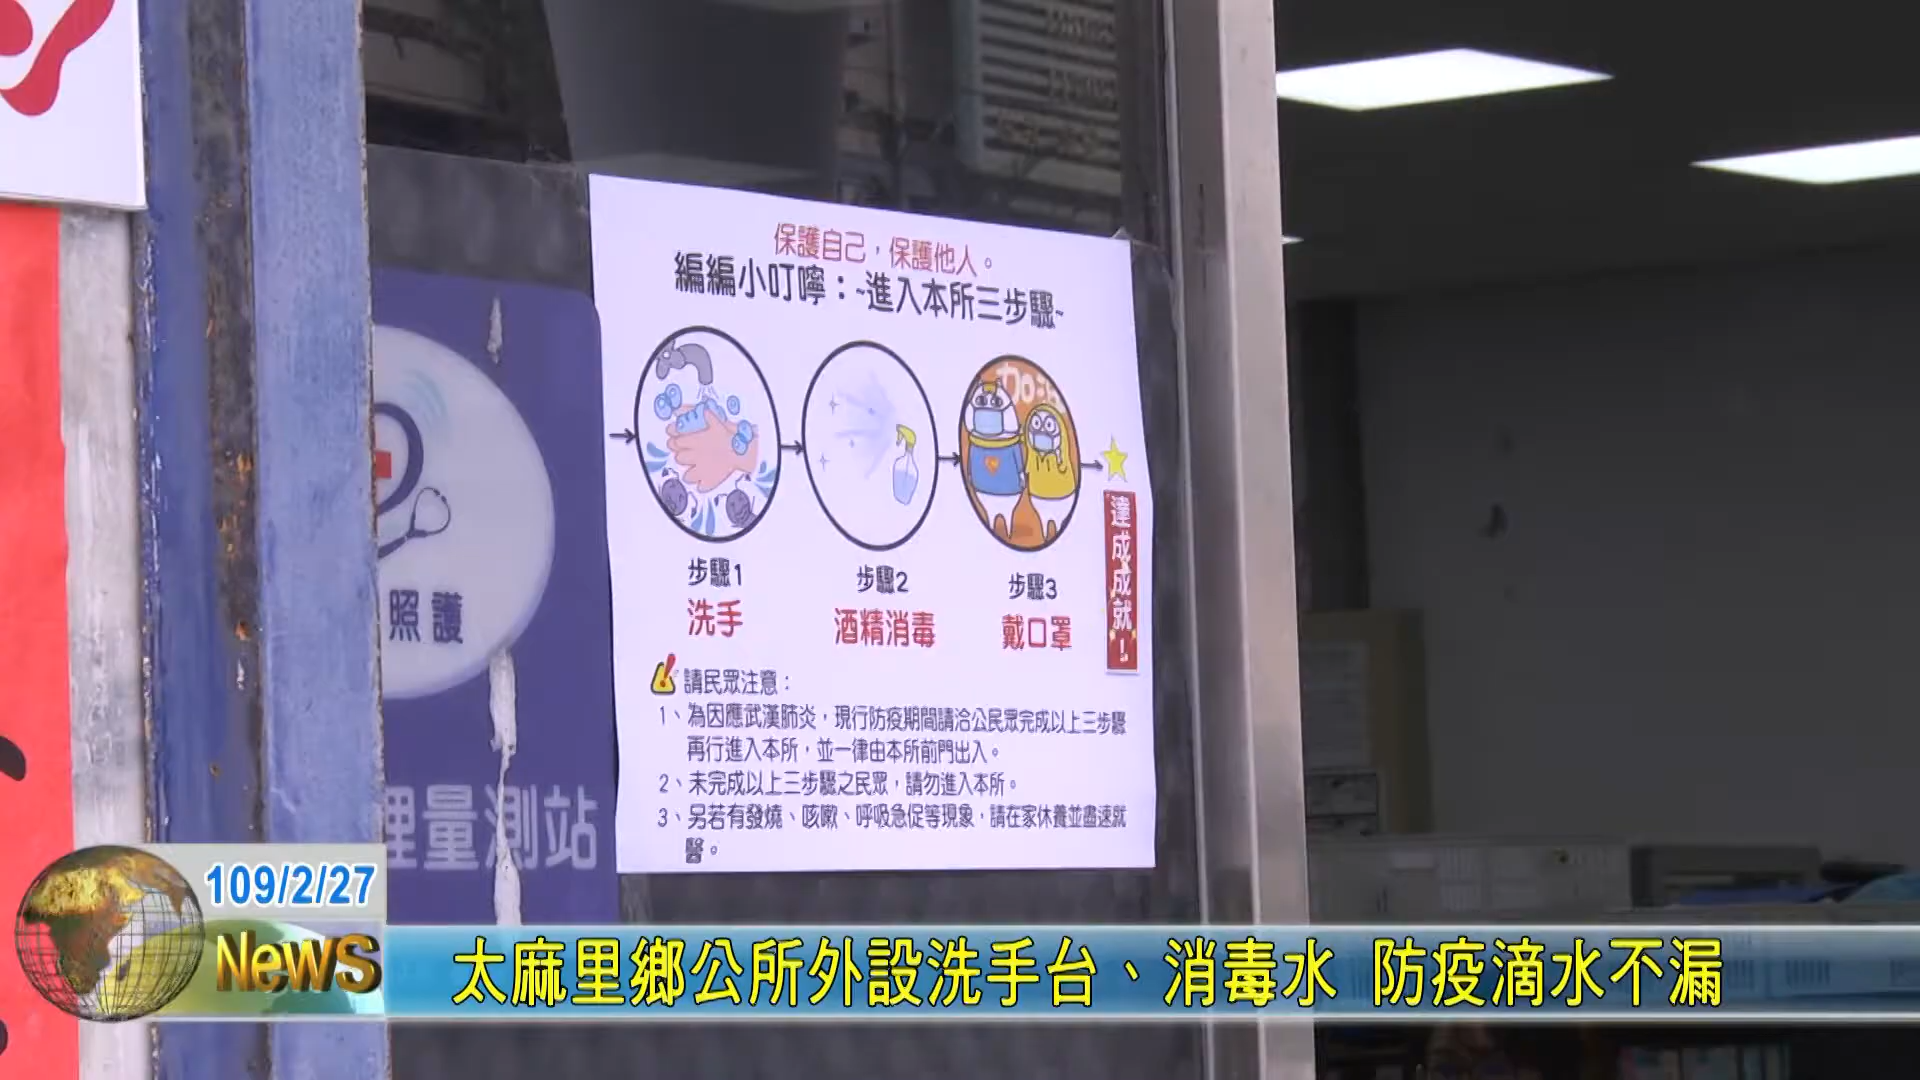 保護自己，保護他人。
編編小叮嚀：~進入本所三步驟~
加油
步驟1
洗手
步驟2
酒精消毒
步驟3
戴口罩
達成成就！
請民眾注意：
1、為因應武漢肺炎，現行防疫期間請洽公民眾完成以上三步驟
再行進入本所，並一律由本所前門出入。
2、未完成以上三步驟之民眾，請勿進入本所。
3、另若有發燒、咳嗽、呼吸急促等現象，請在家休養並盡速就
醫。
照護
理量測站
109/2/27
NewS
太麻里鄉公所外設洗手台、消毒水 防疫滴水不漏